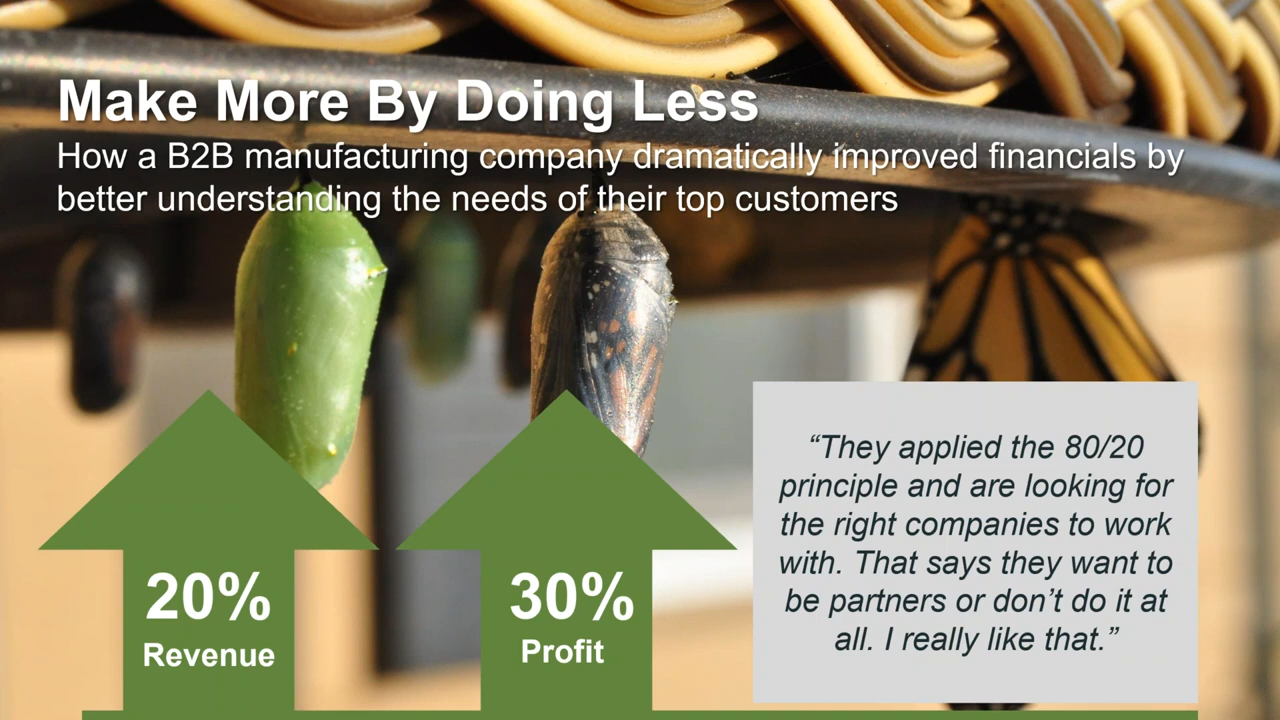 Make More By Doing Less
How a B2B manufacturing company dramatically improved financials by
better understanding the needs of their top customers
20%
Revenue
30%
Profit
“They applied the 80/20
principle and are looking for
the right companies to work
with. That says they want to
be partners or don’t do it at
all. I really like that.”